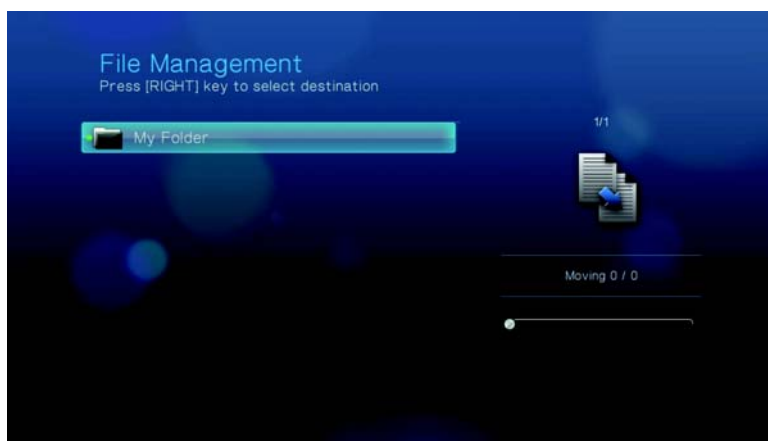 File Management
Press [RIGHT] key to select destination
My Folder
1/1
Moving 0 / 0